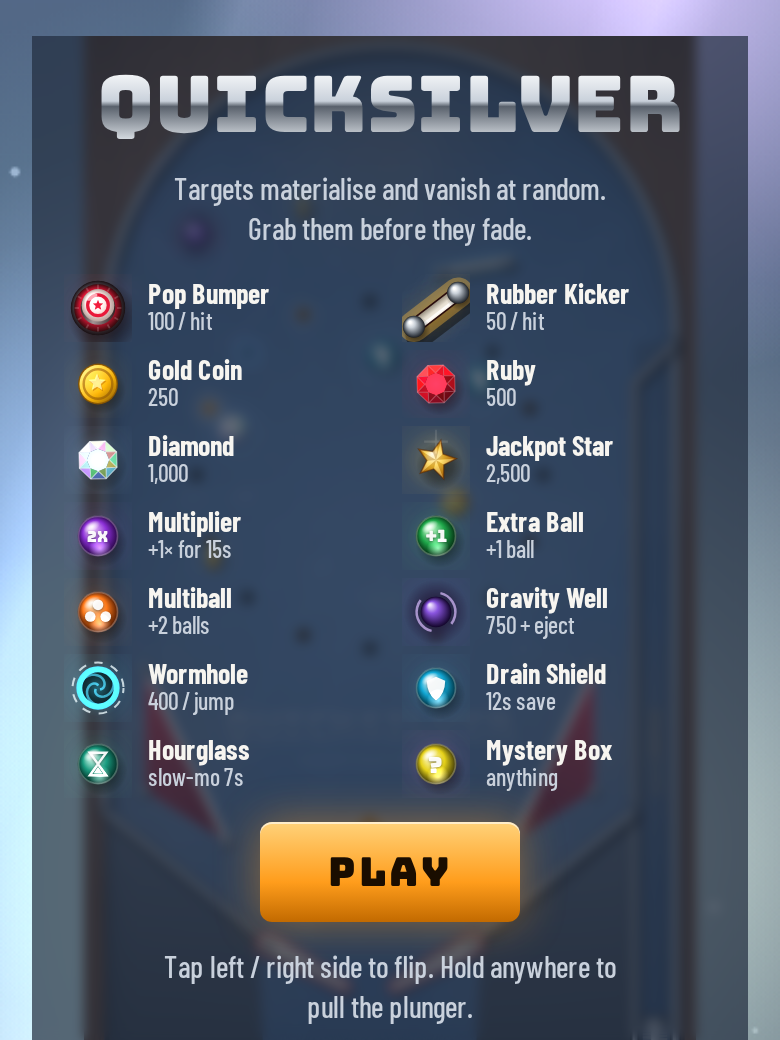 QUICKSILVER
Targets materialise and vanish at random.
Grab them before they fade.
Pop Bumper
100 / hit
Rubber Kicker
50 / hit
Gold Coin
250
Ruby
500
Diamond
1,000
Jackpot Star
2,500
2X
Multiplier
+1× for 15s
+1
Extra Ball
+1 ball
Multiball
+2 balls
Gravity Well
750 + eject
Wormhole
400 / jump
Drain Shield
12s save
Hourglass
slow-mo 7s
?
Mystery Box
anything
PLAY
Tap left / right side to flip. Hold anywhere to
pull the plunger.